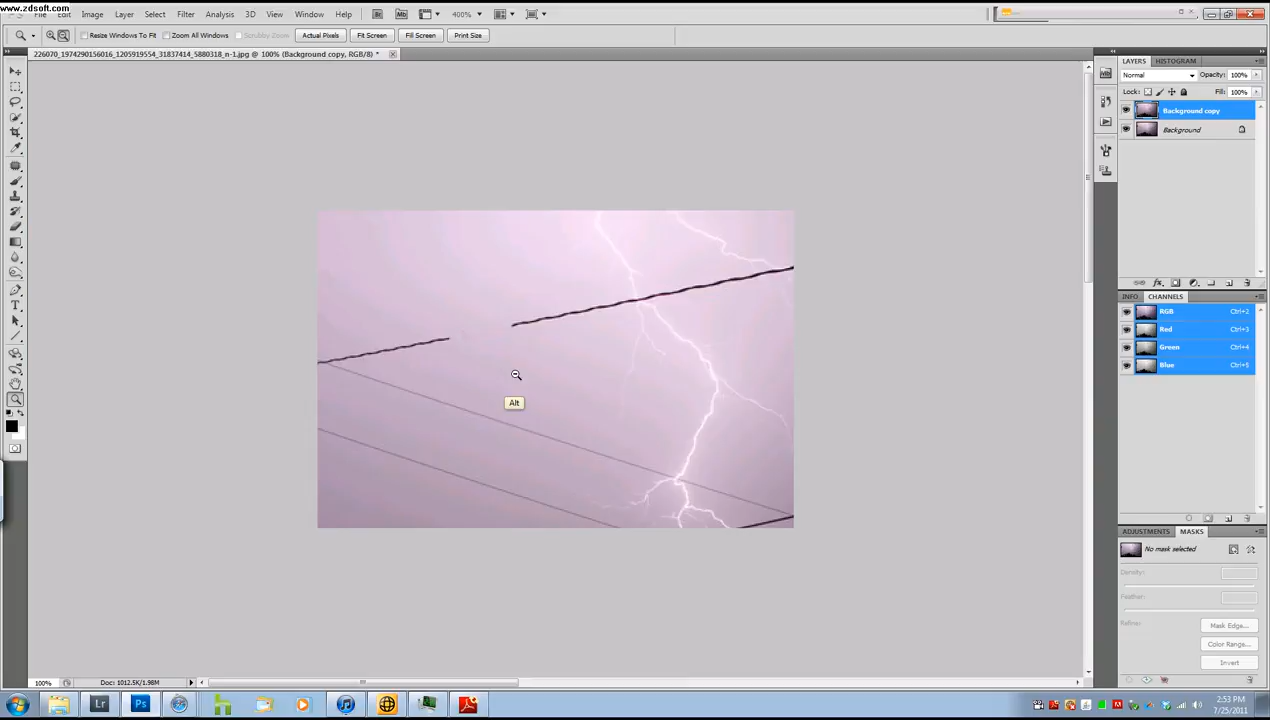 www.zdsoft.com
File Edit Image Layer Select Filter Analysis 3D View Window Help 400%
Resize Windows To Fit Zoom All Windows Scrubby Zoom Actual Pixels Fit Screen Fill Screen Print Size
226070_1974290156016_1205919554_31837414_5880318_n-1.jpg @ 100% (Background copy, RGB/8) *
LAYERS HISTOGRAM
Normal Opacity: 100%
Lock: Fill: 100%
Background copy
Background
INFO CHANNELS
RGB Ctrl+2
Red Ctrl+3
Green Ctrl+4
Blue Ctrl+5
Alt
ADJUSTMENTS MASKS
No mask selected
Density:
Feather:
Refine: Mask Edge...
Color Range...
Invert
100% Doc: 1012.5K/1.98M
Lr Ps
2:53 PM
7/25/2011